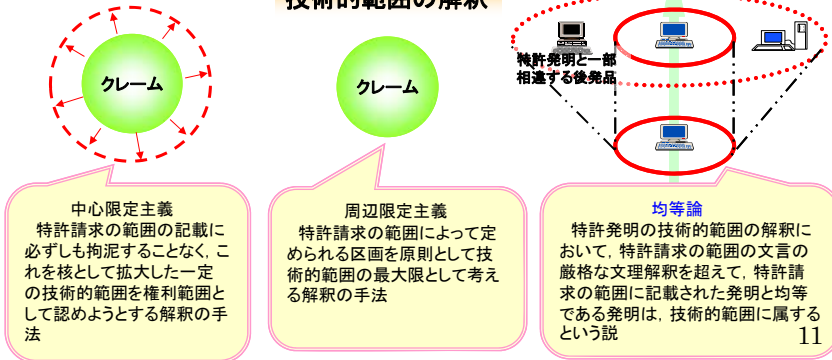 技術的範囲の解釈
クレーム
クレーム
特許発明と一部
相違する後発品
中心限定主義
特許請求の範囲の記載に
必ずしも拘泥することなく，こ
れを核として拡大した一定
の技術的範囲を権利範囲と
して認めようとする解釈の手
法
周辺限定主義
特許請求の範囲によって定
められる区画を原則として技
術的範囲の最大限として考え
る解釈の手法
均等論
特許発明の技術的範囲の解釈に
おいて，特許請求の範囲の文言の
厳格な文理解釈を超えて，特許請
求の範囲に記載された発明と均等
である発明は，技術的範囲に属する
という説
11